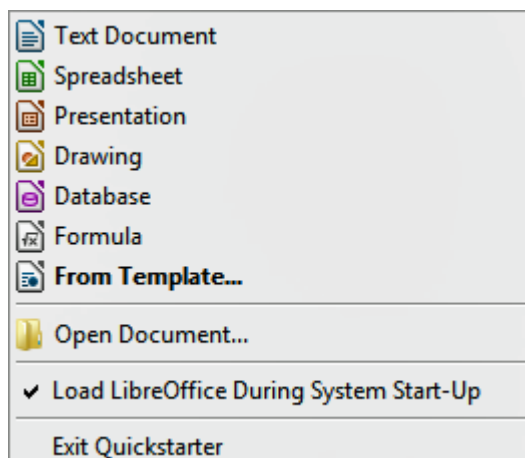 Text Document
Spreadsheet
Presentation
Drawing
Database
Formula
From Template...
Open Document...
Load LibreOffice During System Start-Up
Exit Quickstarter